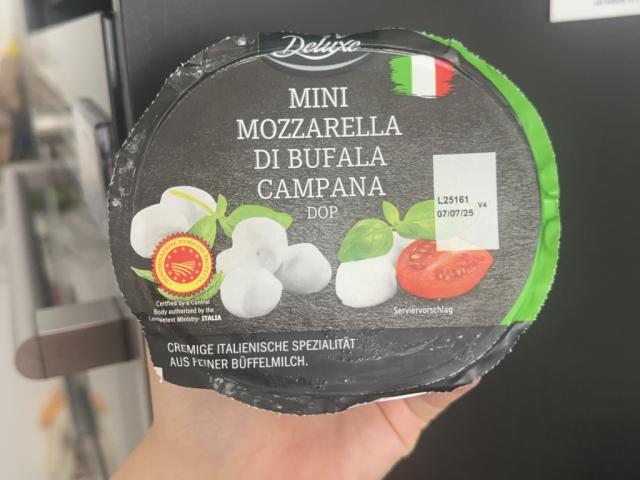 Deluxe
MINI
MOZZARELLA
DI BUFALA
CAMPANA
DOP
L25161 V4
07/07/25
Certified by a Control
Body authorized by the
Competent Ministry- ITALIA
Serviervorschlag
CREMIGE ITALIENISCHE SPEZIALITÄT
AUS FEINER BÜFFELMILCH.